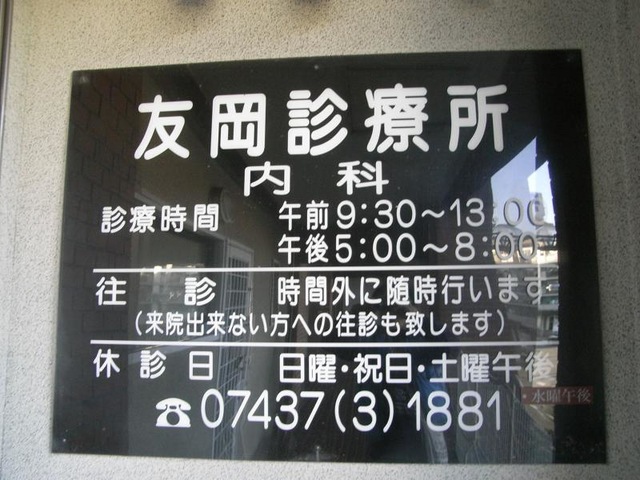 友岡診療所
内科
診療時間 午前9:30～13:00
午後5:00～8:00
往診 時間外に随時行います
（来院出来ない方への往診も致します）
休診日 日曜・祝日・土曜午後
・水曜午後
☎07437(3)1881